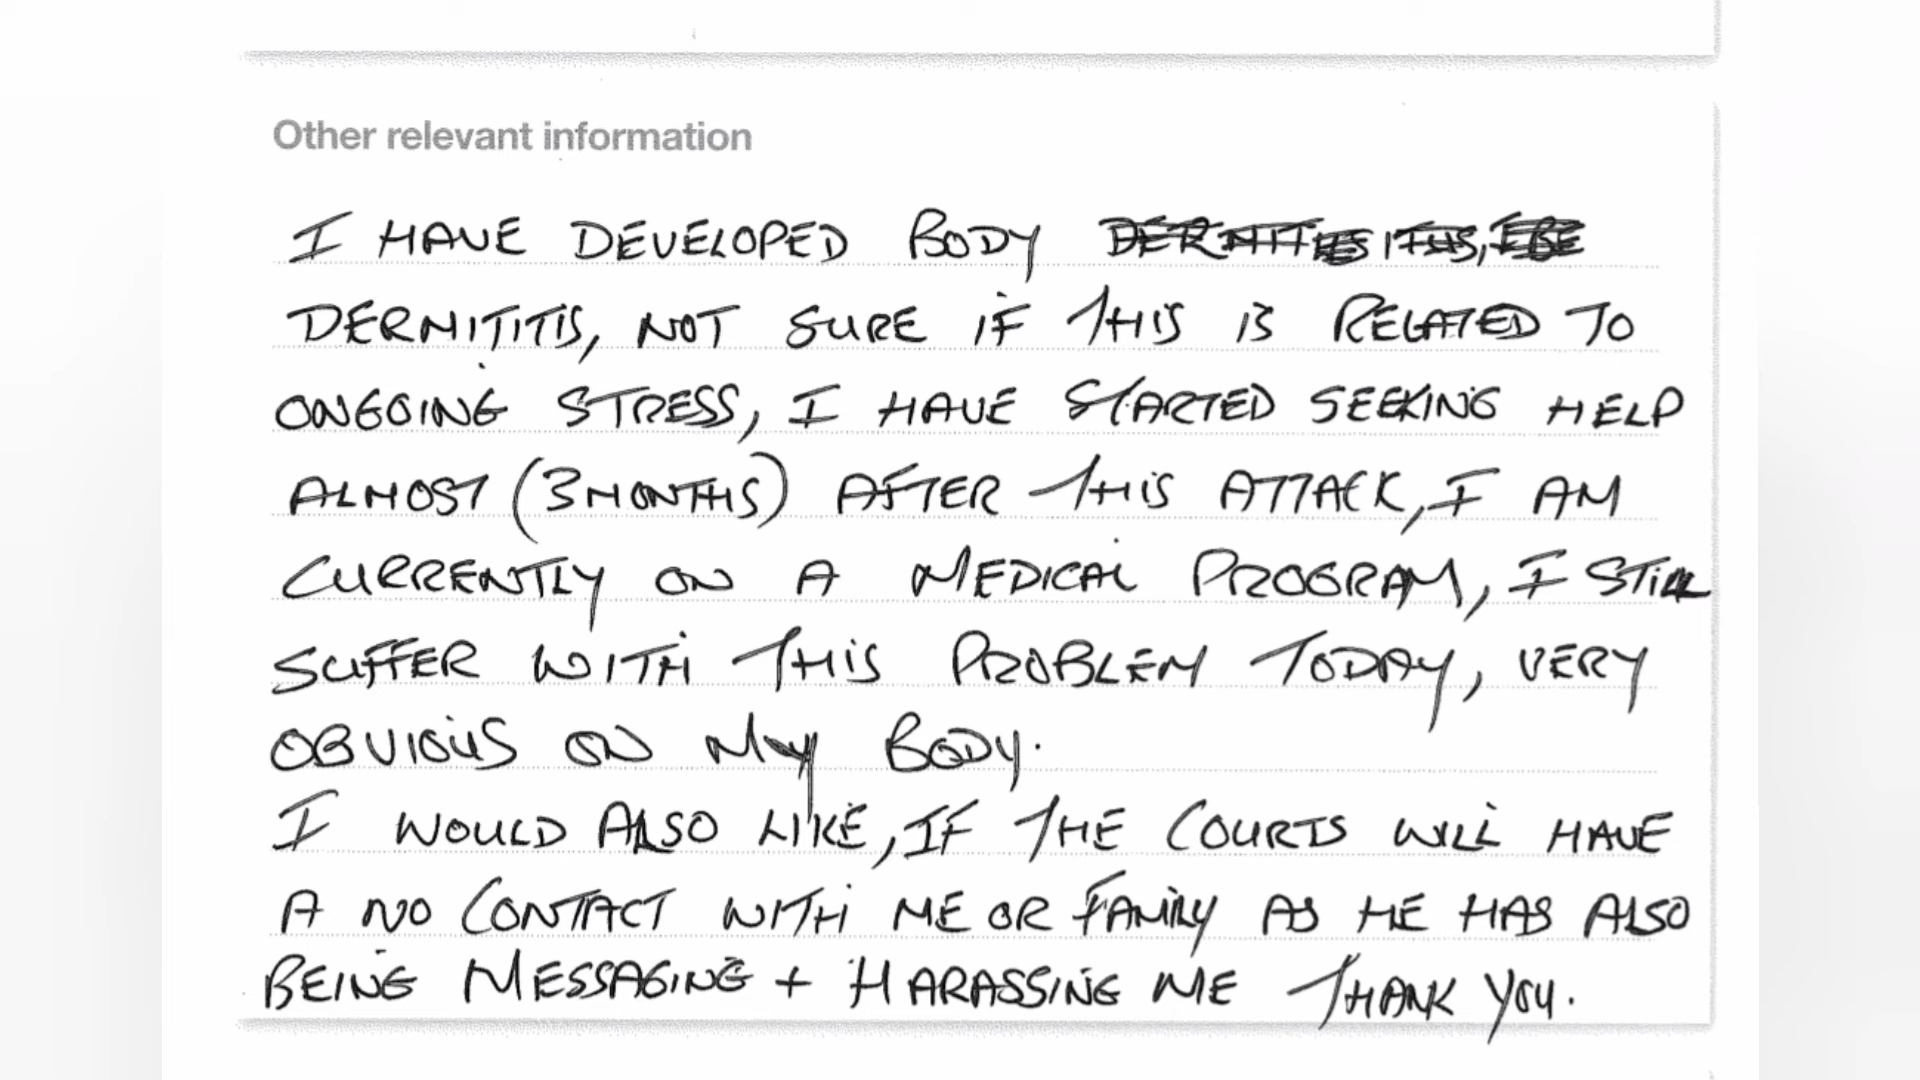 Other relevant information
I HAVE DEVELOPED BODY
DERMITITIS, NOT SURE IF THIS IS RELATED TO
ONGOING STRESS, I HAVE STARTED SEEKING HELP
ALMOST (3 MONTHS) AFTER THIS ATTACK, I AM
CURRENTLY ON A MEDICAL PROGRAM, I STILL
SUFFER WITH THIS PROBLEM TODAY, VERY
OBVIOUS ON MY BODY.
I WOULD ALSO LIKE, IF THE COURTS WILL HAVE
A NO CONTACT WITH ME OR FAMILY AS HE HAS ALSO
BEING MESSAGING + HARASSING ME THANK YOU.